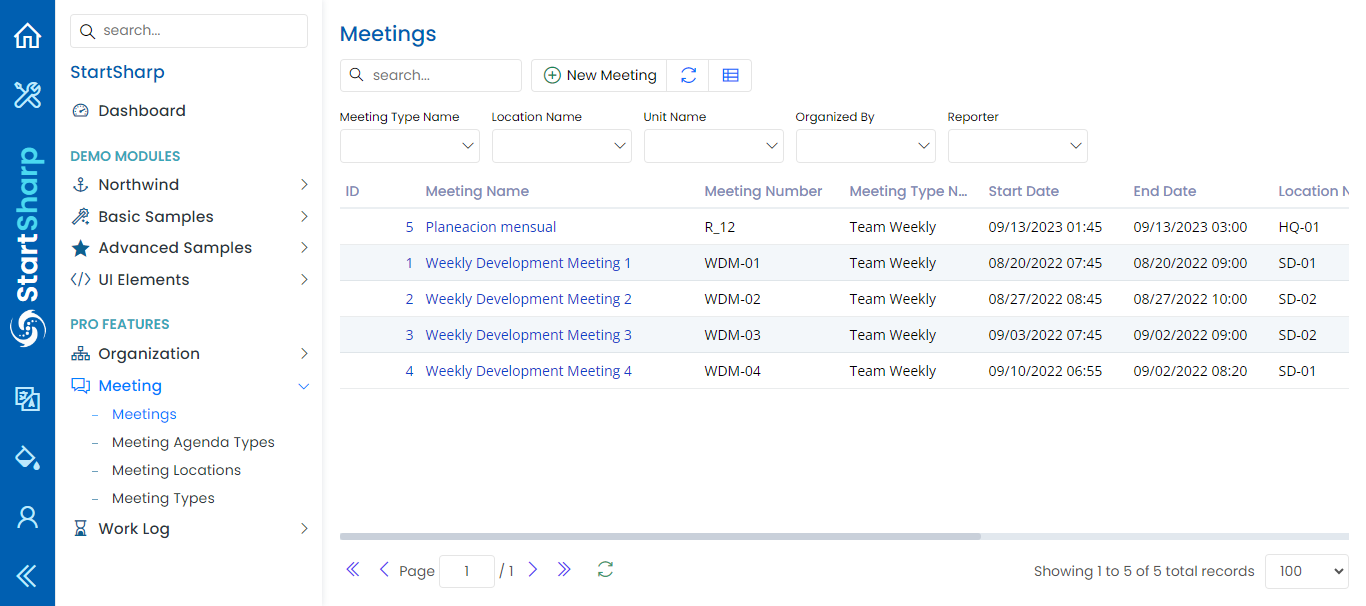 StartSharp
search...
StartSharp
Dashboard
DEMO MODULES
Northwind
Basic Samples
Advanced Samples
UI Elements
PRO FEATURES
Organization
Meeting
– Meetings
– Meeting Agenda Types
– Meeting Locations
– Meeting Types
Work Log
Meetings
search... New Meeting
Meeting Type Name Location Name Unit Name Organized By Reporter
ID Meeting Name Meeting Number Meeting Type N... Start Date End Date Location N
5 Planeacion mensual R_12 Team Weekly 09/13/2023 01:45 09/13/2023 03:00 HQ-01
1 Weekly Development Meeting 1 WDM-01 Team Weekly 08/20/2022 07:45 08/20/2022 09:00 SD-01
2 Weekly Development Meeting 2 WDM-02 Team Weekly 08/27/2022 08:45 08/27/2022 10:00 SD-02
3 Weekly Development Meeting 3 WDM-03 Team Weekly 09/03/2022 07:45 09/02/2022 09:00 SD-02
4 Weekly Development Meeting 4 WDM-04 Team Weekly 09/10/2022 06:55 09/02/2022 08:20 SD-01
Page 1 / 1 Showing 1 to 5 of 5 total records 100